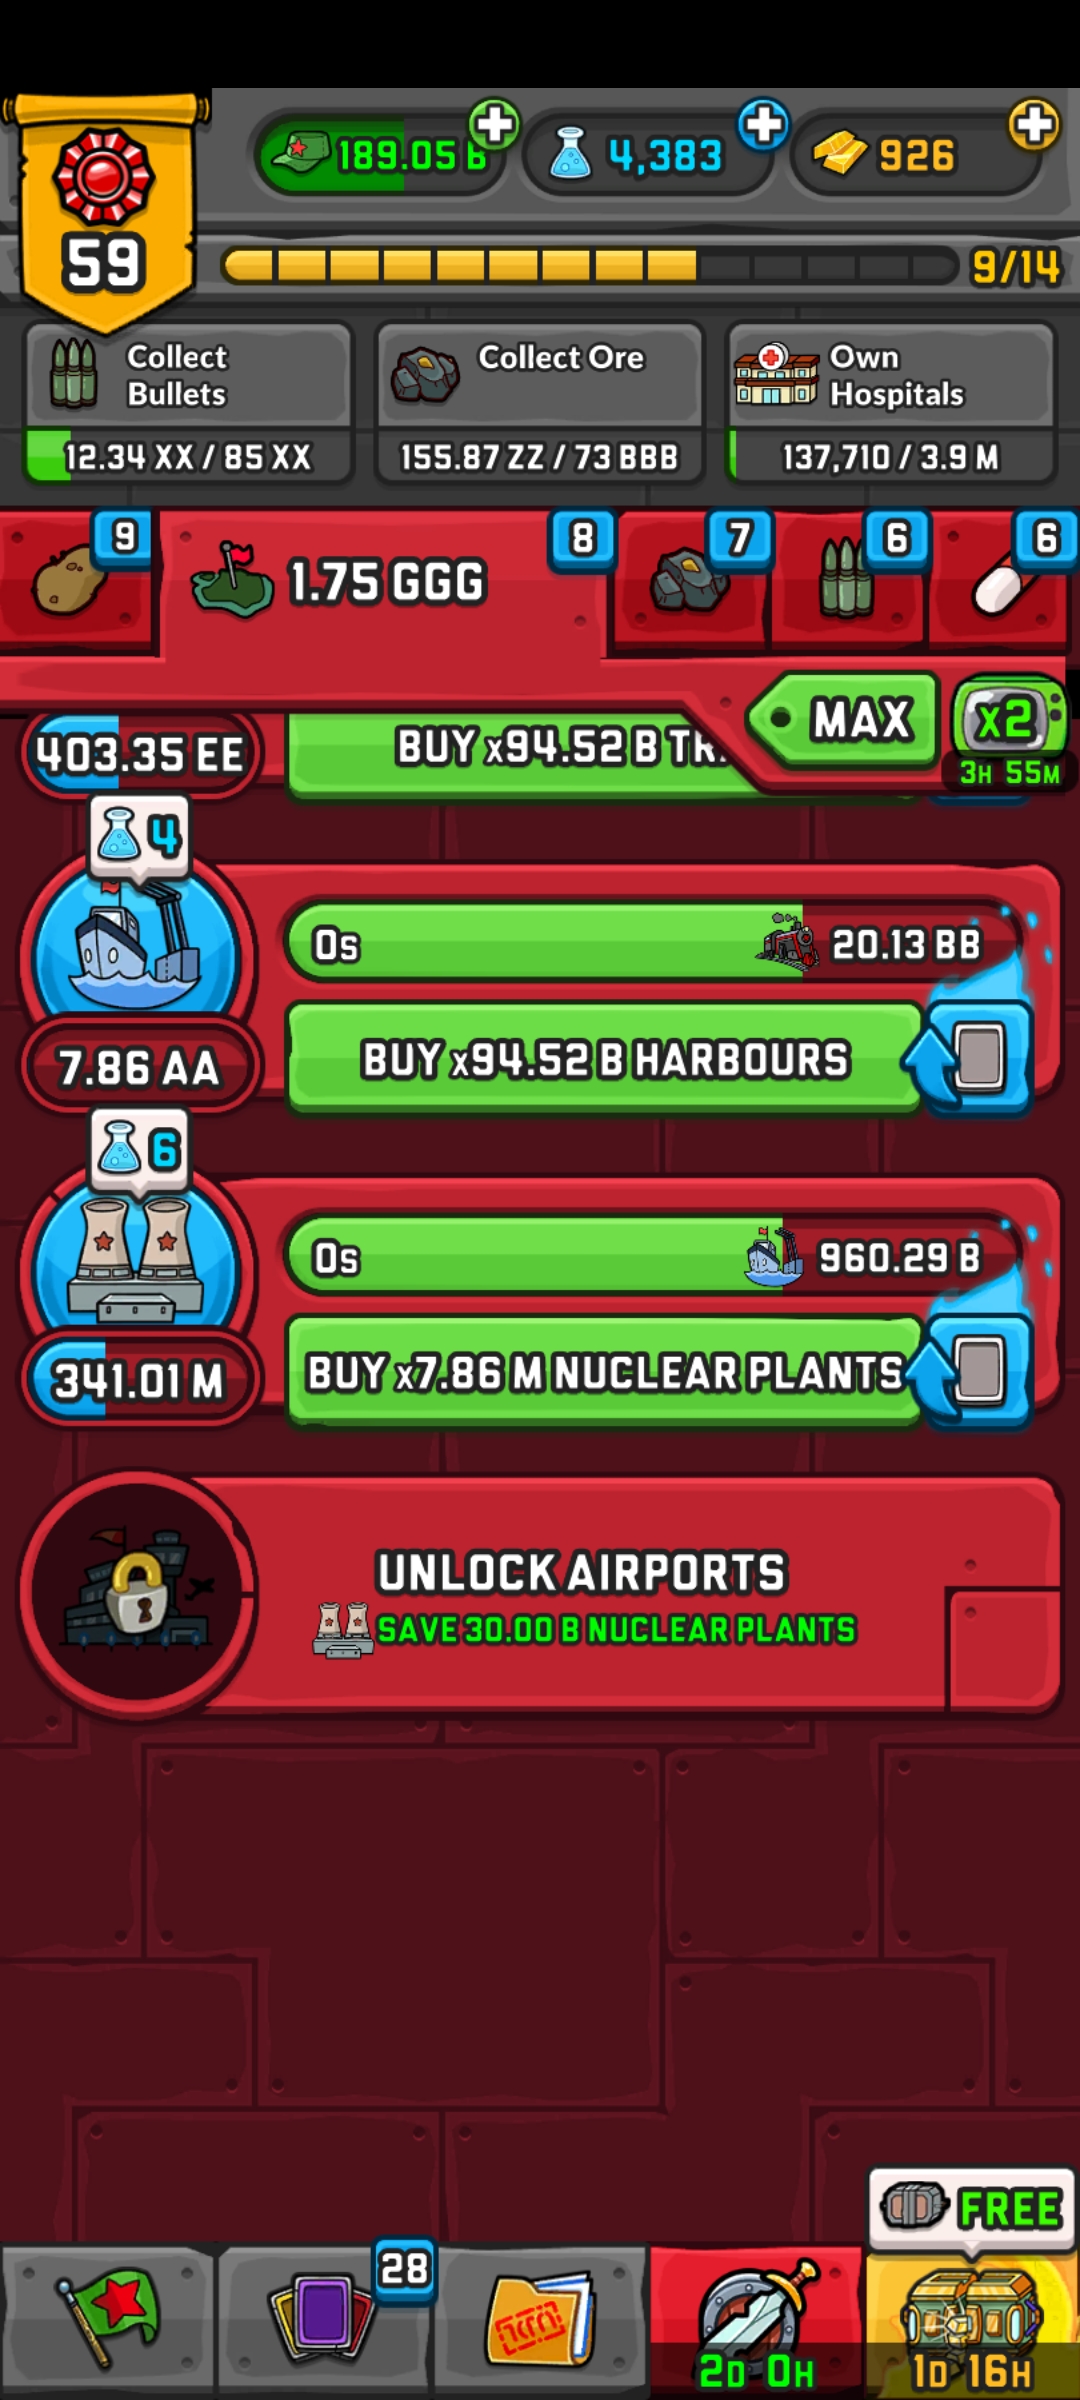 189.05 B
4,383
926
59
9/14
Collect
Bullets
12.34 XX / 85 XX
Collect Ore
155.87 ZZ / 73 BBB
Own
Hospitals
137,710 / 3.9 M
9
1.75 GGG
8
7
6
6
MAX
x2
3H 55M
403.35 EE
BUY x94.52 B TR
4
0s
20.13 BB
7.86 AA
BUY x94.52 B HARBOURS
6
0s
960.29 B
341.01 M
BUY x7.86 M NUCLEAR PLANTS
UNLOCK AIRPORTS
SAVE 30.00 B NUCLEAR PLANTS
FREE
28
2D 0H
1D 16H